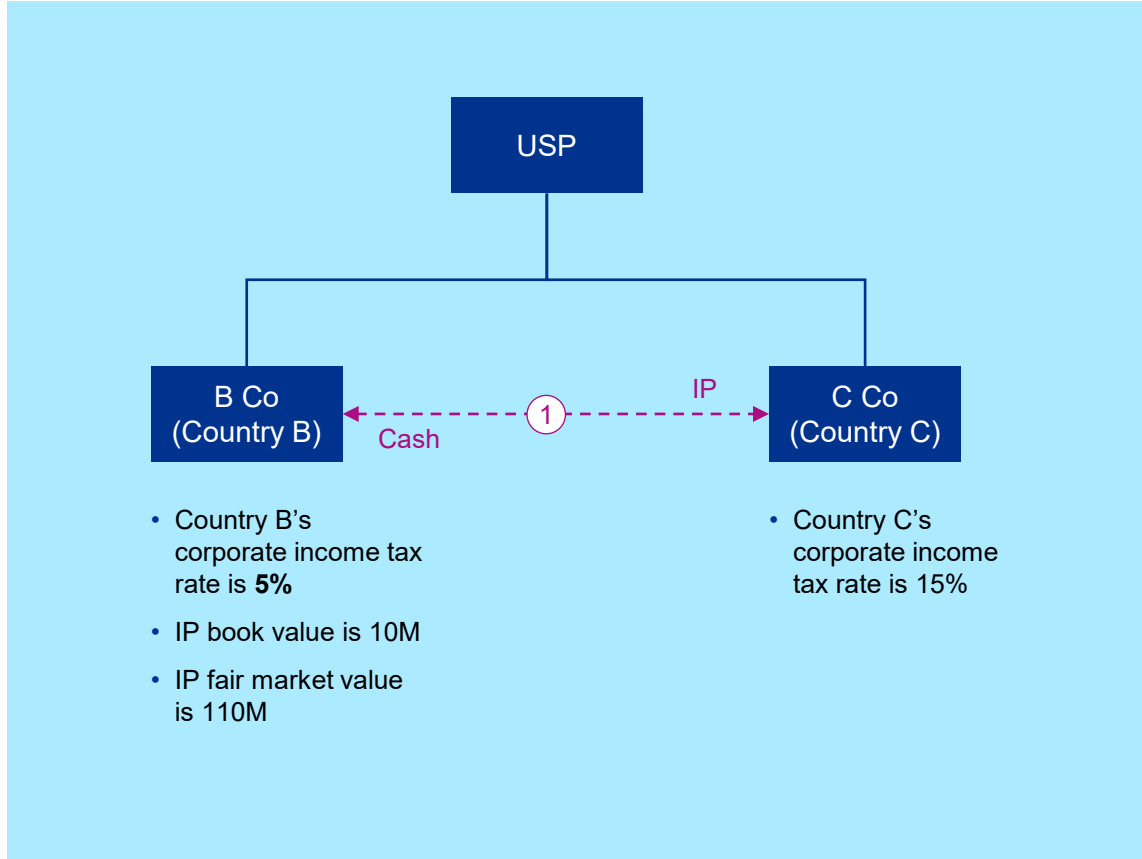 USP
B Co
(Country B)
IP
1
Cash
C Co
(Country C)
• Country B’s
corporate income tax
rate is 5%
• IP book value is 10M
• IP fair market value
is 110M
• Country C’s
corporate income
tax rate is 15%